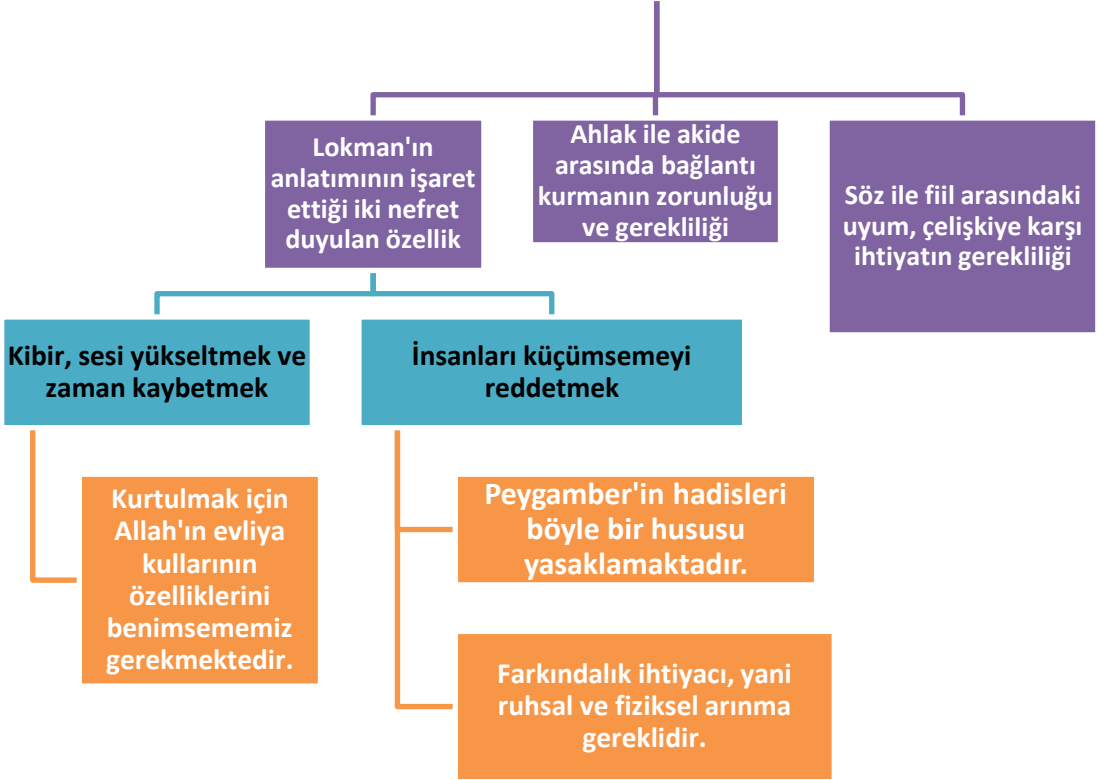 Lokman'ın
anlatımının işaret
ettiği iki nefret
duyulan özellik
Ahlak ile akide
arasında bağlantı
kurmanın zorunluğu
ve gerekliliği
Söz ile fiil arasındaki
uyum, çelişkiye karşı
ihtiyatın gerekliliği
Kibir, sesi yükseltmek ve
zaman kaybetmek
İnsanları küçümsemeyi
reddetmek
Kurtulmak için
Allah'ın evliya
kullarının
özelliklerini
benimsememiz
gerekmektedir.
Peygamber'in hadisleri
böyle bir hususu
yasaklamaktadır.
Farkındalık ihtiyacı, yani
ruhsal ve fiziksel arınma
gereklidir.